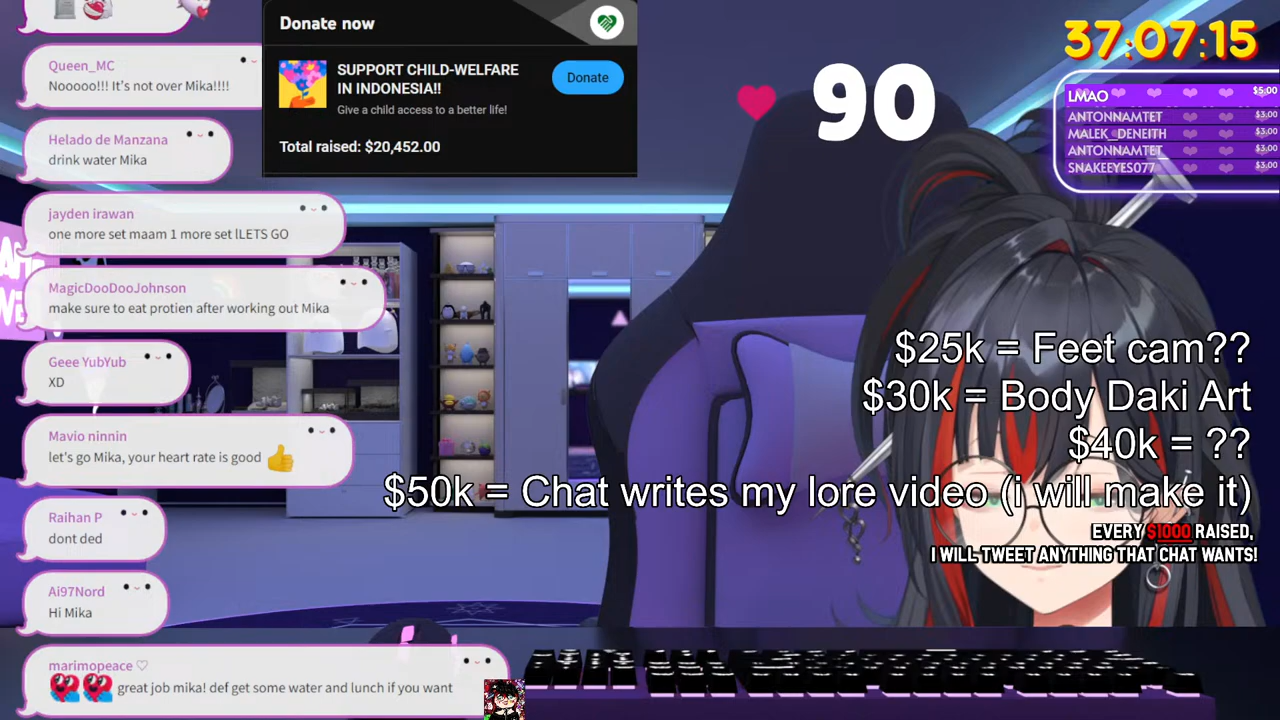 Queen_MC
Nooooo!!! It's not over Mika!!!!
Helado de Manzana
drink water Mika
jayden irawan
one more set maam 1 more set lLETS GO
MagicDooDooJohnson
make sure to eat protien after working out Mika
Geee YubYub
XD
Mavio ninnin
let's go Mika, your heart rate is good
Raihan P
dont ded
Ai97Nord
Hi Mika
marimopeace ♡
great job mika! def get some water and lunch if you want
Donate now
SUPPORT CHILD-WELFARE
IN INDONESIA!!
Donate
Give a child access to a better life!
Total raised: $20,452.00
90
37:07:15
LMAO $5.00
ANTONNAMTET $3.00
MALEK_DENEITH $3.00
ANTONNAMTET $3.00
SNAKEEYES077 $3.00
$25k = Feet cam??
$30k = Body Daki Art
$40k = ??
$50k = Chat writes my lore video (i will make it)
EVERY $1000 RAISED,
I WILL TWEET ANYTHING THAT CHAT WANTS!